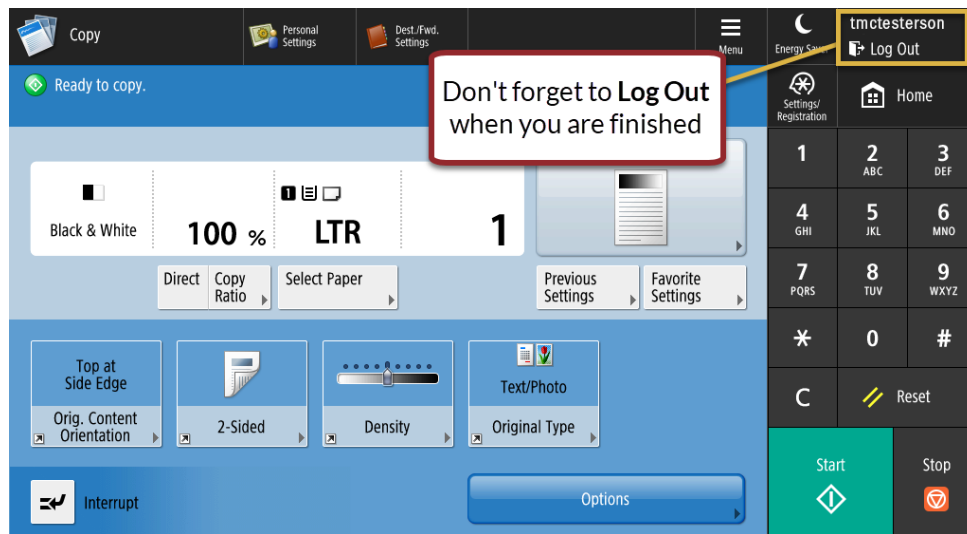 Copy
Personal
Settings
Dest./Fwd.
Settings
Menu
Energy Saver
tmctesterson
Log Out
Ready to copy.
Don't forget to Log Out
when you are finished
Settings/
Registration
Home
1
2
ABC
3
DEF
Black & White
100 %
1
LTR
1
4
GHI
5
JKL
6
MNO
Direct
Copy
Ratio
Select Paper
Previous
Settings
Favorite
Settings
7
PQRS
8
TUV
9
WXYZ
0
#
Top at
Side Edge
Orig. Content
Orientation
2-Sided
Density
Text/Photo
Original Type
C
Reset
Interrupt
Options
Start
Stop